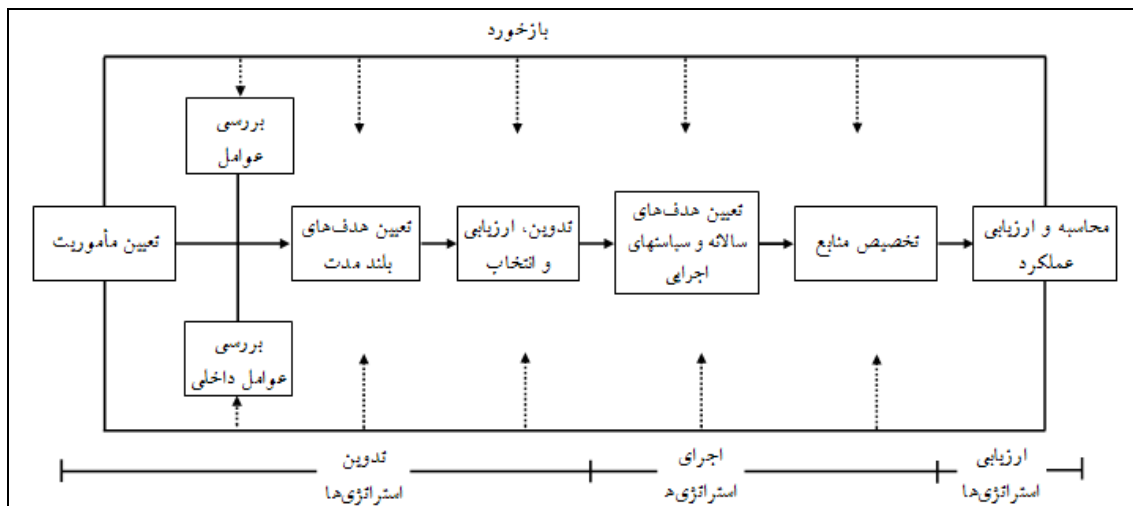 بازخورد
بررسی
عوامل
تعیین مأموریت
تعیین هدف‌های
بلند مدت
تدوین، ارزیابی
و انتخاب
تعیین هدف‌های
سالانه و سیاستهای
اجرایی
تخصیص منابع
محاسبه و ارزیابی
عملکرد
بررسی
عوامل داخلی
تدوین
استراتژی‌ها
اجرای
استراتژی‌ه
ارزیابی
استراتژی‌ها